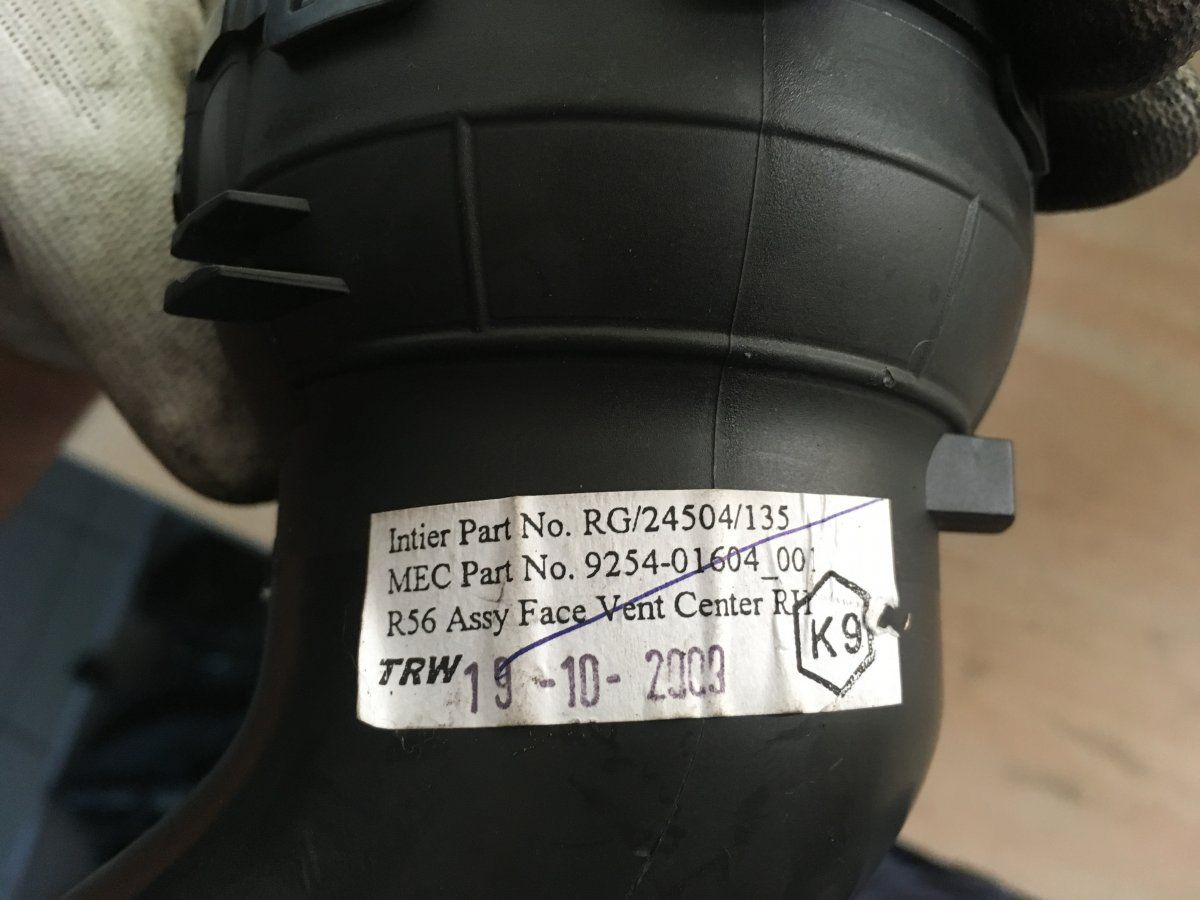 Intier Part No. RG/24504/135
MEC Part No. 9254-01604_001
R56 Assy Face Vent Center RH
TRW 19 -10- 2009
K9